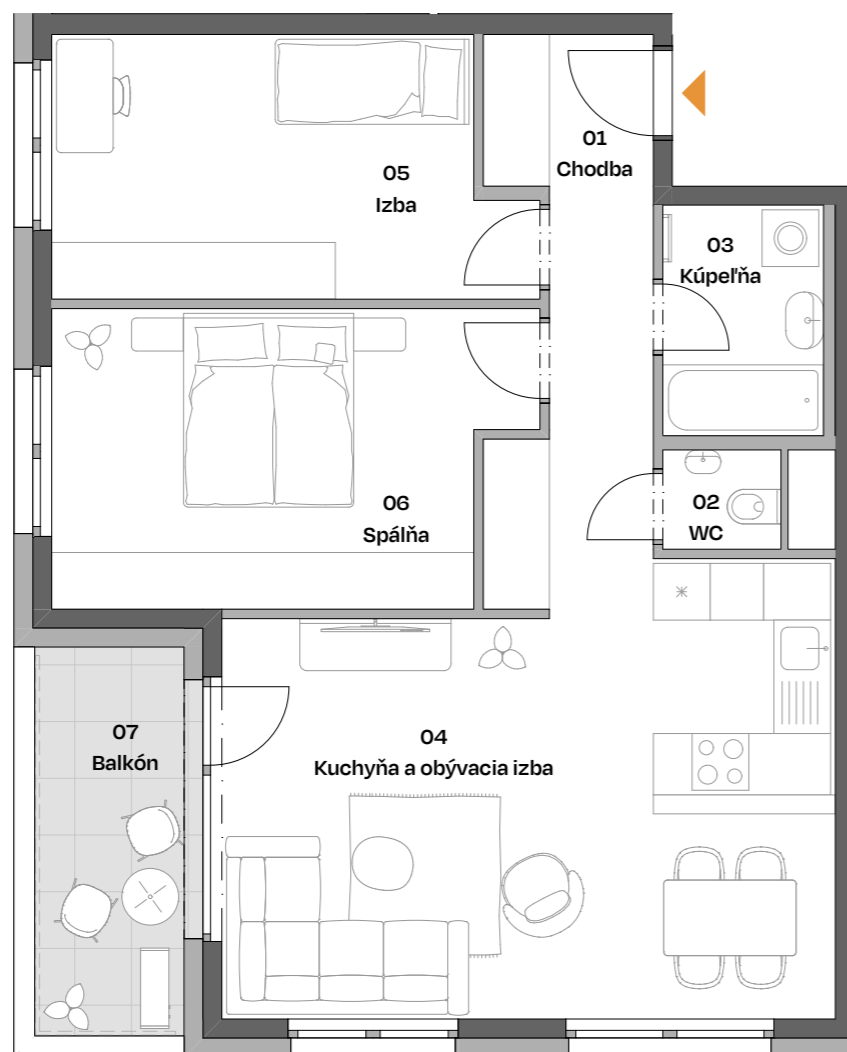 01
Chodba
05
Izba
03
Kúpeľňa
06
Spálňa
02
WC
07
Balkón
04
Kuchyňa a obývacia izba